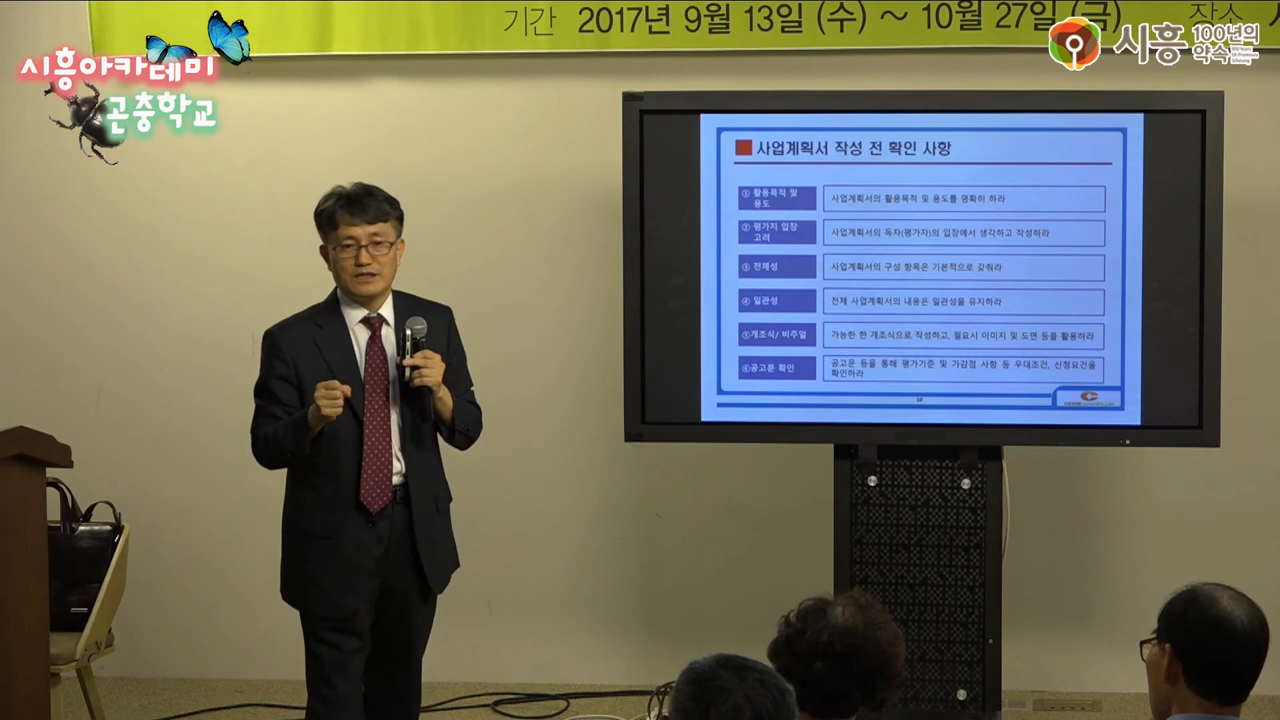 기간 2017년 9월 13일 (수) ~ 10월 27일 (금) 장소
시흥아카데미
곤충학교
시흥 100년의
약속
사업계획서 작성 전 확인 사항
① 활용목적 및
용도
사업계획서의 활용목적 및 용도를 명확히 하라
② 평가지 입장
고려
사업계획서의 독자(평가자)의 입장에서 생각하고 작성하라
③ 전체성
사업계획서의 구성 항목은 기본적으로 갖춰라
④ 일관성
전체 사업계획서의 내용은 일관성을 유지하라
⑤개조식/ 비주얼
가능한 한 개조식으로 작성하고, 필요시 이미지 및 도면 등을 활용하라
⑥공고문 확인
공고문 등을 통해 평가기준 및 가감점 사항 등 우대조건, 신청요건을
확인하라